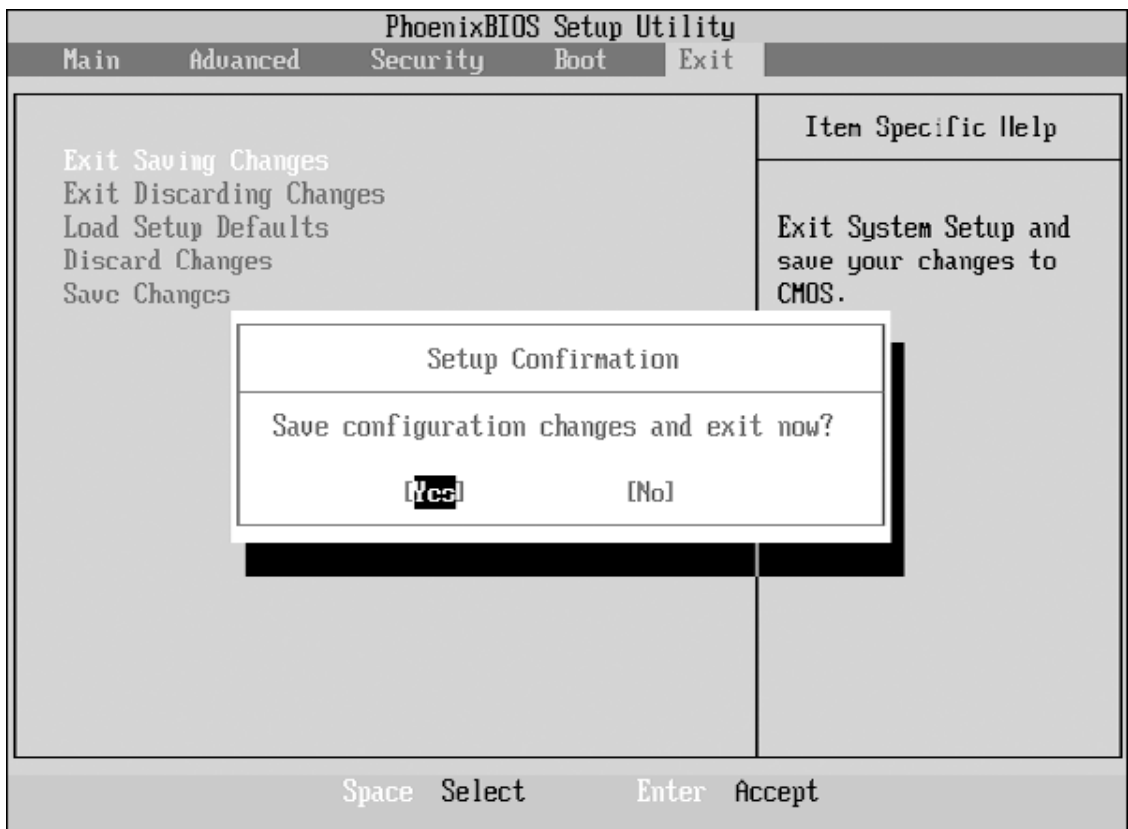 PhoenixBIOS Setup Utility
Main Advanced Security Boot Exit
Item Specific Help
Exit Saving Changes
Exit Discarding Changes
Load Setup Defaults
Discard Changes
Save Changes
Exit System Setup and
save your changes to
CMOS.
Setup Confirmation
Save configuration changes and exit now?
[Yes] [No]
Space Select Enter Accept